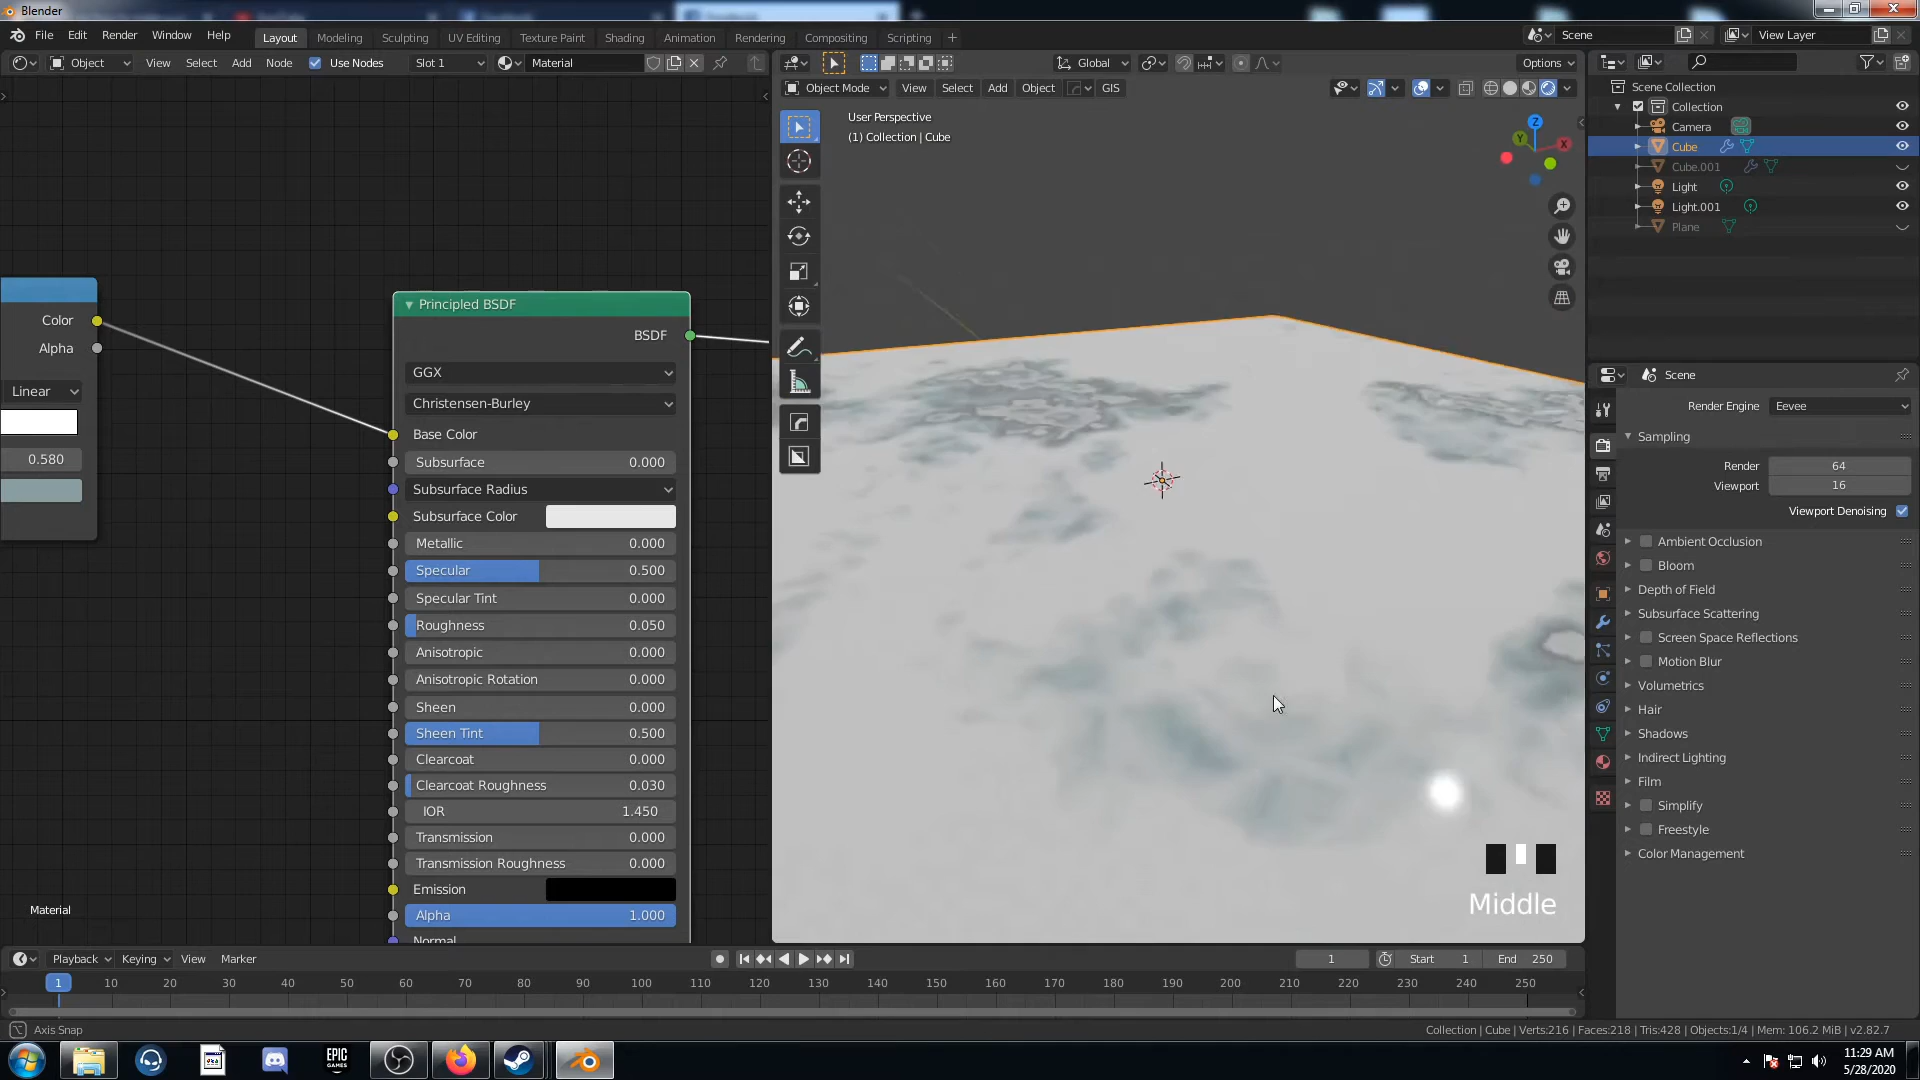 Blender
File Edit Render Window Help
Layout Modeling Sculpting UV Editing Texture Paint Shading Animation Rendering Compositing Scripting +
Scene View Layer
Object View Select Add Node Use Nodes Slot 1 Material
Global Options
Object Mode View Select Add Object GIS
User Perspective
(1) Collection | Cube
Z
Y X
Scene Collection
Collection
Camera
Cube
Cube.001
Light
Light.001
Plane
Color
Alpha
Linear
0.580
Principled BSDF
BSDF
GGX
Christensen-Burley
Base Color
Subsurface 0.000
Subsurface Radius
Subsurface Color
Metallic 0.000
Specular 0.500
Specular Tint 0.000
Roughness 0.050
Anisotropic 0.000
Anisotropic Rotation 0.000
Sheen 0.000
Sheen Tint 0.500
Clearcoat 0.000
Clearcoat Roughness 0.030
IOR 1.450
Transmission 0.000
Transmission Roughness 0.000
Emission
Alpha 1.000
Normal
Material
Middle
Scene
Render Engine Eevee
Sampling
Render 64
Viewport 16
Viewport Denoising
Ambient Occlusion
Bloom
Depth of Field
Subsurface Scattering
Screen Space Reflections
Motion Blur
Volumetrics
Hair
Shadows
Indirect Lighting
Film
Simplify
Freestyle
Color Management
Playback Keying View Marker 1 Start 1 End 250
1 10 20 30 40 50 60 70 80 90 100 110 120 130 140 150 160 170 180 190 200 210 220 230 240 250
Axis Snap
Collection | Cube | Verts:216 | Faces:218 | Tris:428 | Objects:1/4 | Mem: 106.2 MiB | v2.82.7
EPIC
GAMES
11:29 AM
5/28/2020